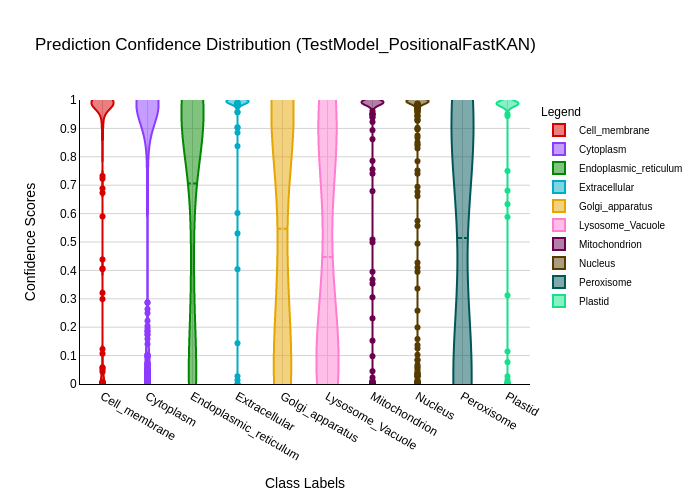 Prediction Confidence Distribution (TestModel_PositionalFastKAN)
Confidence Scores
1
0.9
0.8
0.7
0.6
0.5
0.4
0.3
0.2
0.1
0
Cell_membrane
Cytoplasm
Endoplasmic_reticulum
Extracellular
Golgi_apparatus
Lysosome_Vacuole
Mitochondrion
Nucleus
Peroxisome
Plastid
Class Labels
Legend
Cell_membrane
Cytoplasm
Endoplasmic_reticulum
Extracellular
Golgi_apparatus
Lysosome_Vacuole
Mitochondrion
Nucleus
Peroxisome
Plastid